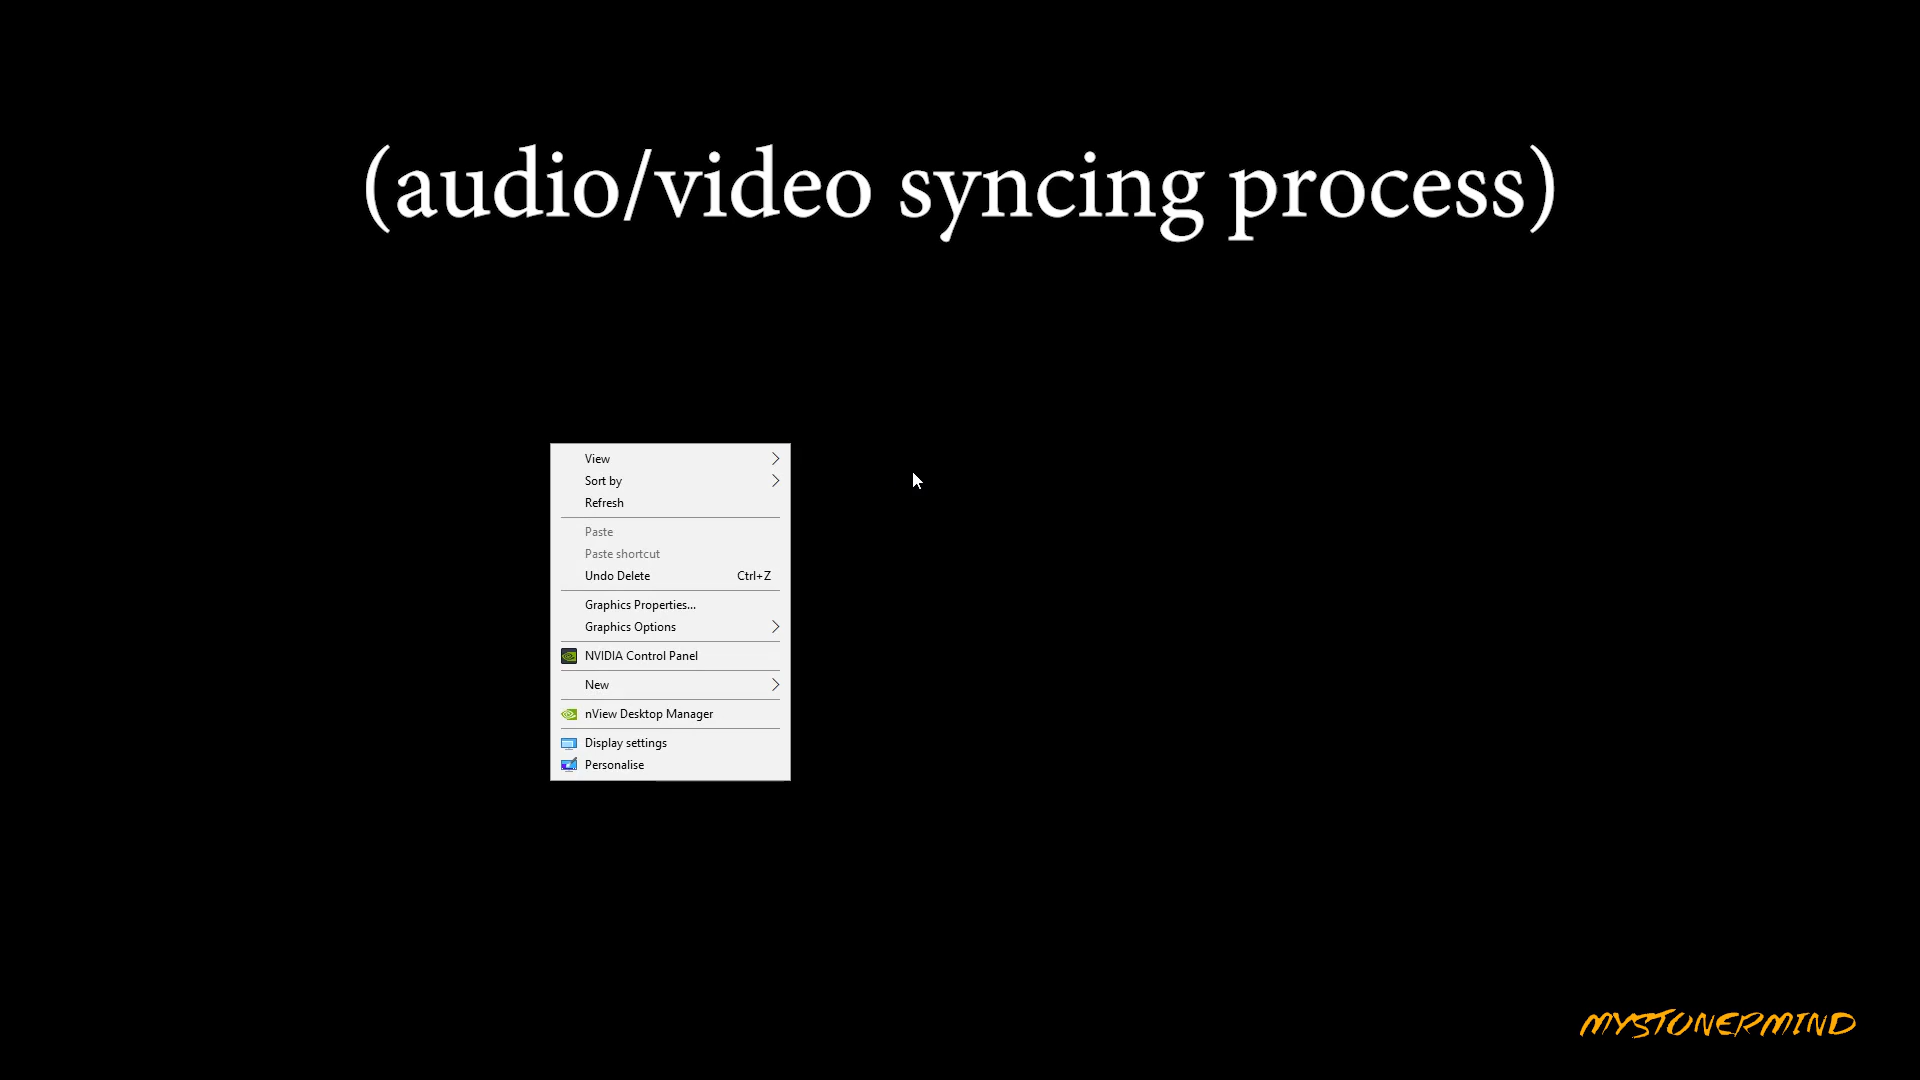 (audio/video syncing process)
View
Sort by
Refresh
Paste
Paste shortcut
Undo Delete Ctrl+Z
Graphics Properties...
Graphics Options
NVIDIA Control Panel
New
nView Desktop Manager
Display settings
Personalise
MYSTONERMIND